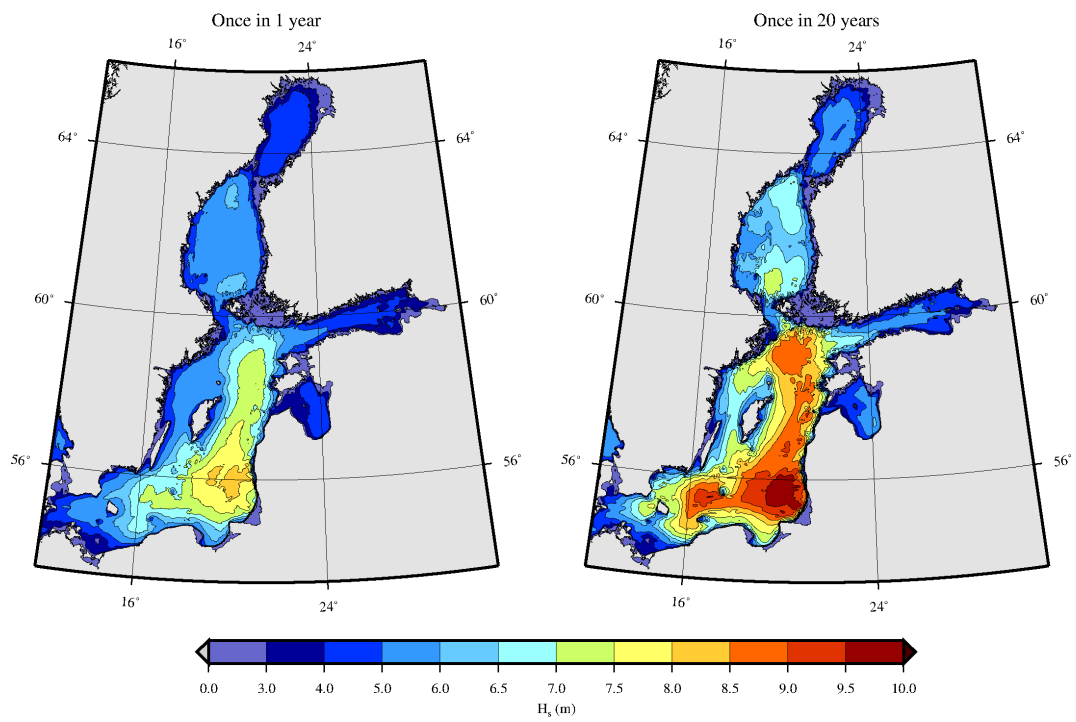 Once in 1 year
Once in 20 years
16° 24° 16° 24°
64° 64° 64° 64°
60° 60° 60° 60°
56° 56° 56° 56°
16° 24° 16° 24°
0.0 3.0 4.0 5.0 6.0 6.5 7.0 7.5 8.0 8.5 9.0 9.5 10.0
Hs (m)